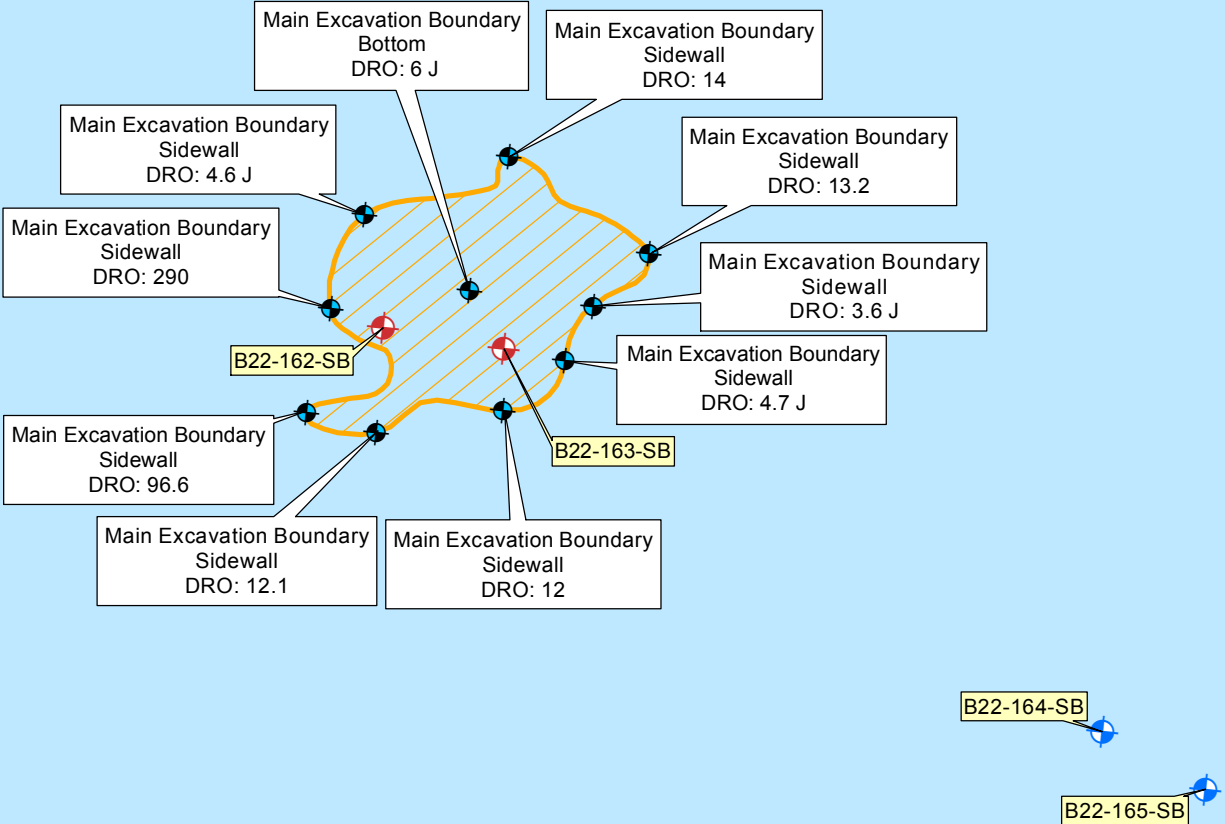 Main Excavation Boundary
Bottom
DRO: 6 J
Main Excavation Boundary
Sidewall
DRO: 14
Main Excavation Boundary
Sidewall
DRO: 4.6 J
Main Excavation Boundary
Sidewall
DRO: 13.2
Main Excavation Boundary
Sidewall
DRO: 290
Main Excavation Boundary
Sidewall
DRO: 3.6 J
B22-162-SB
Main Excavation Boundary
Sidewall
DRO: 4.7 J
Main Excavation Boundary
Sidewall
DRO: 96.6
B22-163-SB
Main Excavation Boundary
Sidewall
DRO: 12.1
Main Excavation Boundary
Sidewall
DRO: 12
B22-164-SB
B22-165-SB